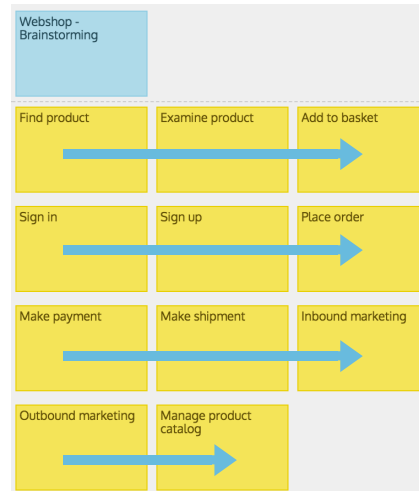 Webshop -
Brainstorming
Find product
Examine product
Add to basket
Sign in
Sign up
Place order
Make payment
Make shipment
Inbound marketing
Outbound marketing
Manage product
catalog